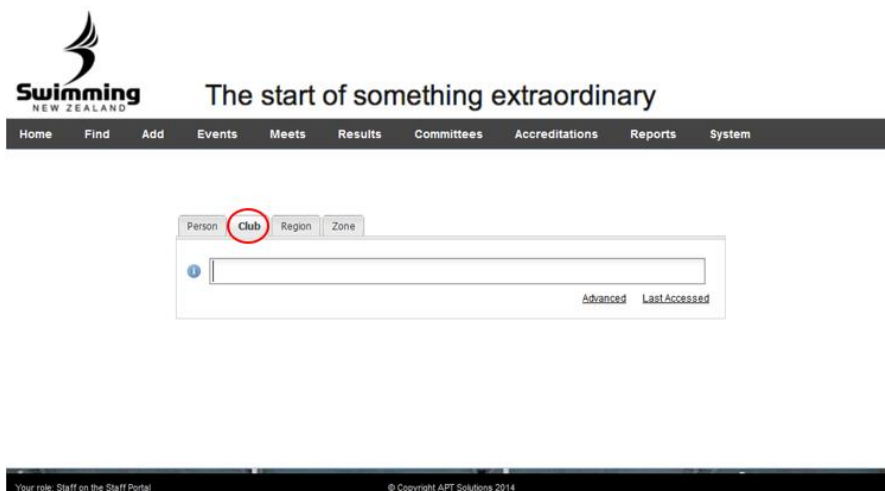 Swimming
NEW ZEALAND
The start of something extraordinary
Home Find Add Events Meets Results Committees Accreditations Reports System
Person Club Region Zone
Advanced Last Accessed
Your role: Staff on the Staff Portal © Copyright APT Solutions 2014